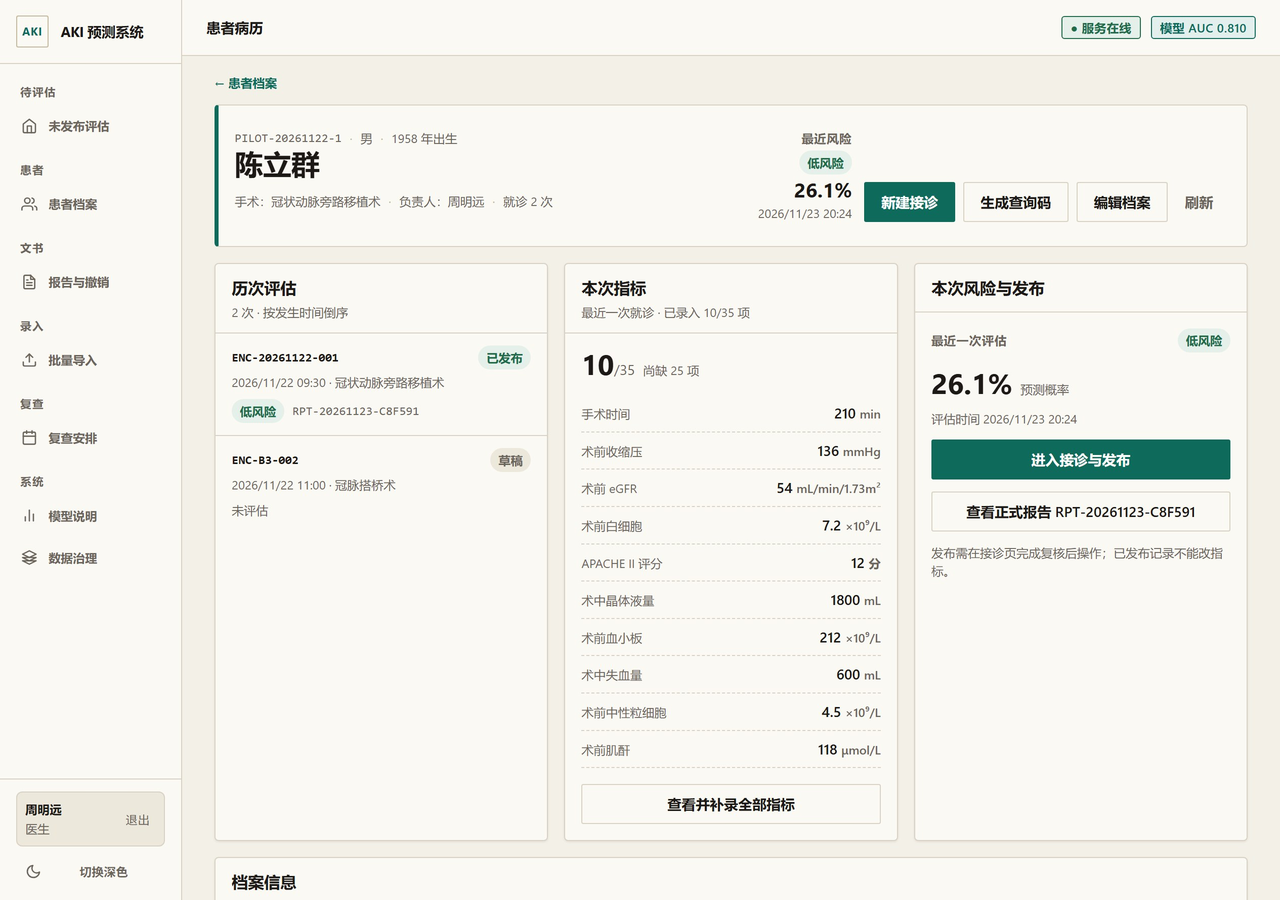 AKI
AKI 预测系统
待评估
未发布评估
患者
患者档案
文书
报告与撤销
录入
批量导入
复查
复查安排
系统
模型说明
数据治理
周明远
医生
退出
切换深色
患者病历
● 服务在线
模型 AUC 0.810
← 患者档案
PILOT-20261122-1 · 男 · 1958 年出生
陈立群
手术：冠状动脉旁路移植术 · 负责人：周明远 · 就诊 2 次
最近风险
低风险
26.1%
2026/11/23 20:24
新建接诊
生成查询码
编辑档案
刷新
历次评估
2 次 · 按发生时间倒序
ENC-20261122-001
已发布
2026/11/22 09:30 · 冠状动脉旁路移植术
低风险 RPT-20261123-C8F591
ENC-B3-002
草稿
2026/11/22 11:00 · 冠脉搭桥术
未评估
本次指标
最近一次就诊 · 已录入 10/35 项
10/35 尚缺 25 项
手术时间 210 min
术前收缩压 136 mmHg
术前 eGFR 54 mL/min/1.73m²
术前白细胞 7.2 ×10⁹/L
APACHE II 评分 12 分
术中晶体液量 1800 mL
术前血小板 212 ×10⁹/L
术中失血量 600 mL
术前中性粒细胞 4.5 ×10⁹/L
术前肌酐 118 μmol/L
查看并补录全部指标
本次风险与发布
最近一次评估 低风险
26.1% 预测概率
评估时间 2026/11/23 20:24
进入接诊与发布
查看正式报告 RPT-20261123-C8F591
发布需在接诊页完成复核后操作；已发布记录不能改指
标。
档案信息